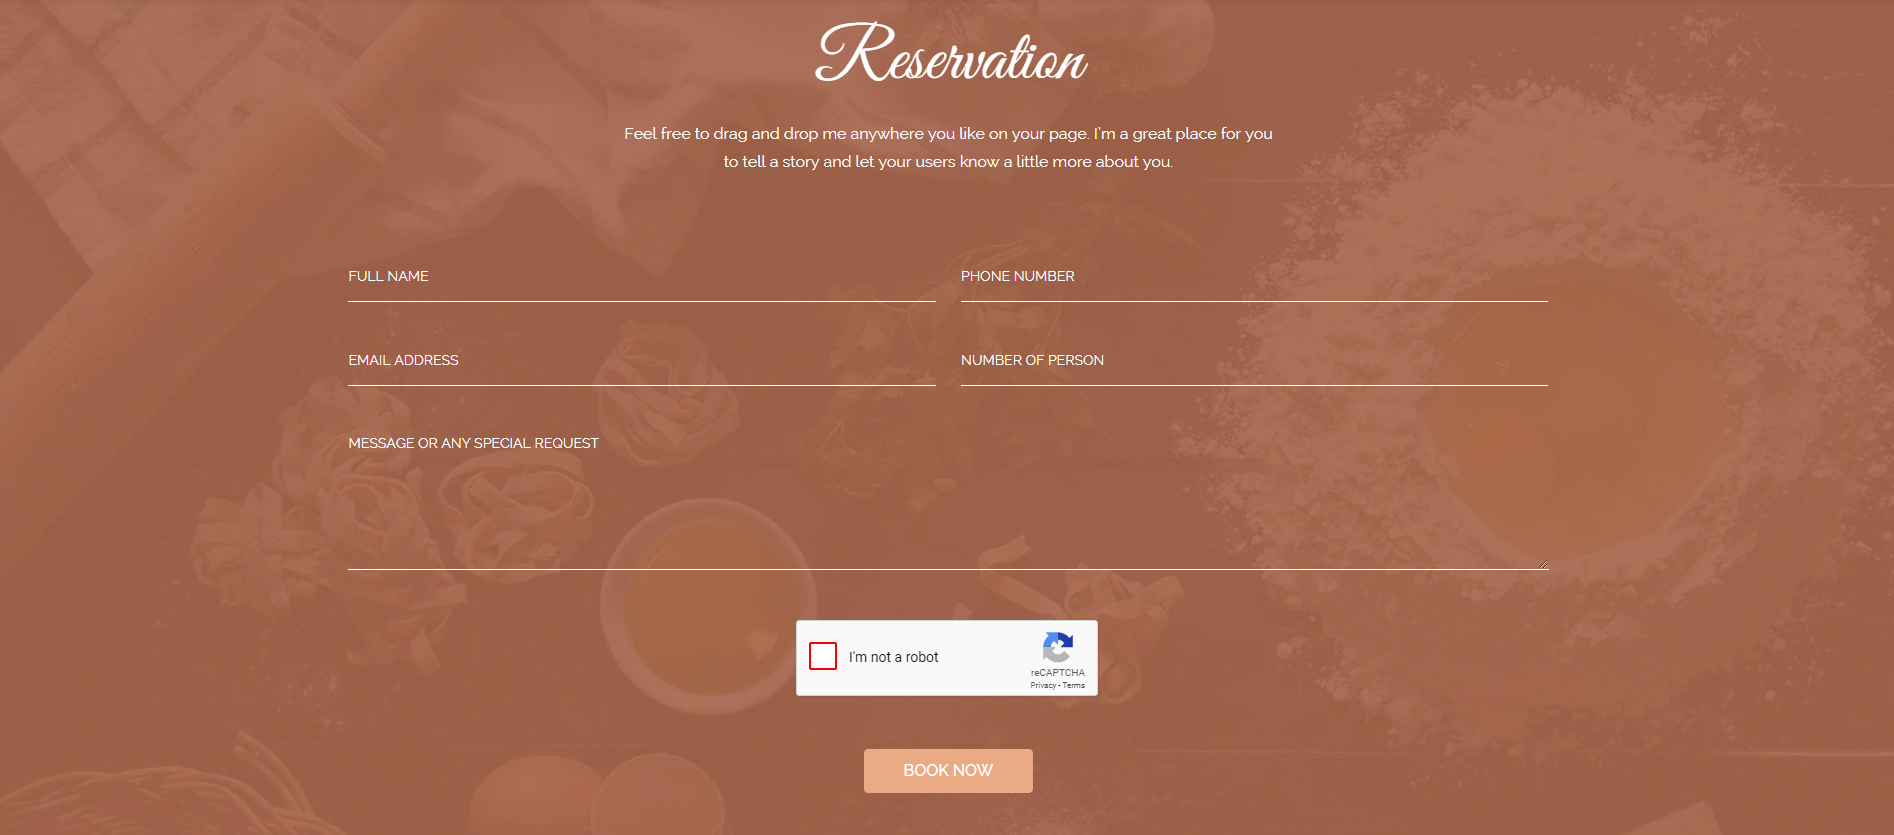 Reservation
Feel free to drag and drop me anywhere you like on your page. I'm a great place for you
to tell a story and let your users know a little more about you.
FULL NAME
PHONE NUMBER
EMAIL ADDRESS
NUMBER OF PERSON
MESSAGE OR ANY SPECIAL REQUEST
I'm not a robot
reCAPTCHA
Privacy - Terms
BOOK NOW